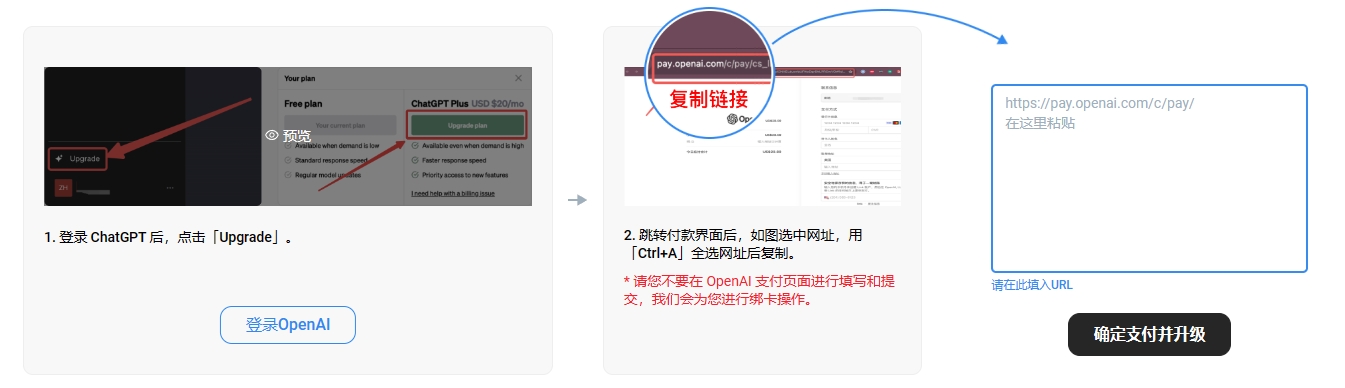 Your plan
Free plan
ChatGPT Plus USD $20/mo
Your current plan
Upgrade plan
预览
Available when demand is low
Available even when demand is high
Upgrade
Standard response speed
Faster response speed
Regular model updates
Priority access to new features
ZH
I need help with a billing issue
1. 登录 ChatGPT 后，点击「Upgrade」。
登录OpenAI
pay.openai.com/c/pay/cs_l
复制链接
2. 跳转付款界面后，如图选中网址，用
「Ctrl+A」全选网址后复制。
* 请您不要在 OpenAI 支付页面进行填写和提
交，我们会为您进行绑卡操作。
https://pay.openai.com/c/pay/
在这里粘贴
请在此填入URL
确定支付并升级